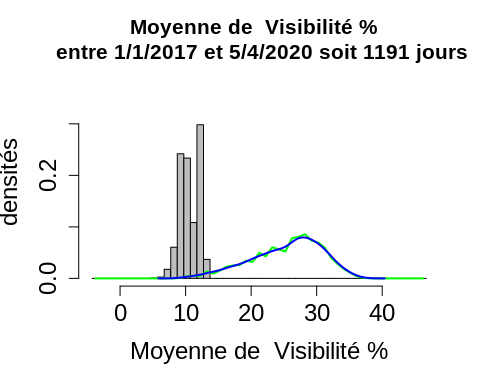 Moyenne de  Visibilité %
entre 1/1/2017 et 5/4/2020 soit 1191 jours
densités
0.2
0.0
0 10 20 30 40
Moyenne de  Visibilité %